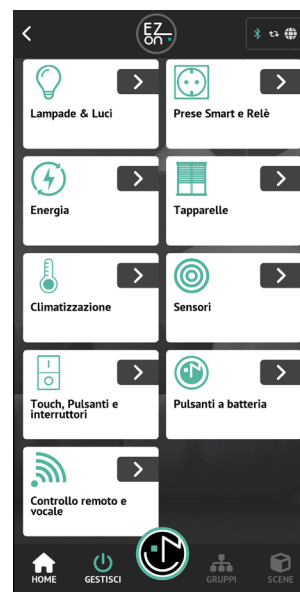 EZ
on
Lampade & Luci
Prese Smart e Relè
Energia
Tapparelle
Climatizzazione
Sensori
Touch, Pulsanti e
interruttori
Pulsanti a batteria
Controllo remoto e
vocale
HOME
GESTISCI
GRUPPI
SCENE